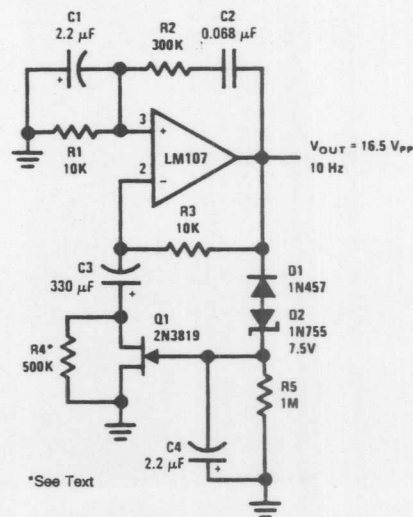 C1
2.2 µF
+
R2
300K
C2
0.068 µF
R1
10K
3
+
2
−
LM107
VOUT = 16.5 VPP
10 Hz
R3
10K
C3
330 µF
+
D1
1N457
D2
1N755
7.5V
Q1
2N3819
R4*
500K
R5
1M
C4
2.2 µF
+
*See Text